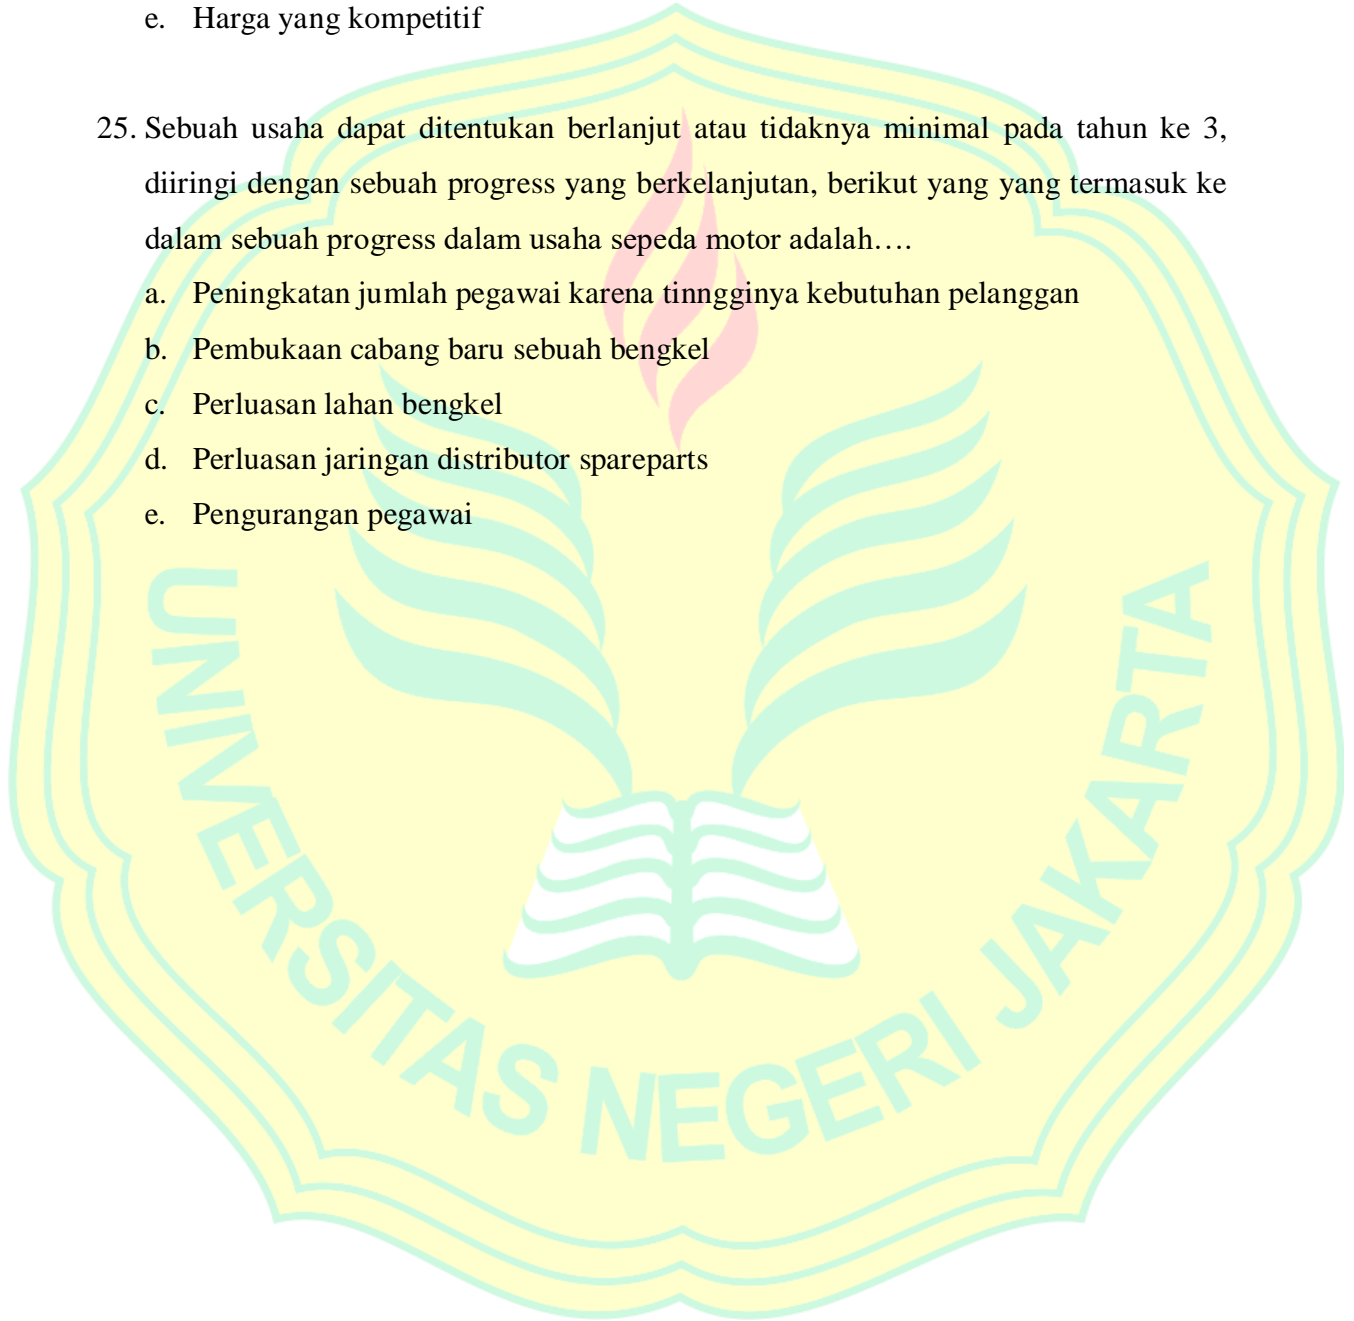 e. Harga yang kompetitif
25. Sebuah usaha dapat ditentukan berlanjut atau tidaknya minimal pada tahun ke 3,
diiringi dengan sebuah progress yang berkelanjutan, berikut yang yang termasuk ke
dalam sebuah progress dalam usaha sepeda motor adalah….
a. Peningkatan jumlah pegawai karena tinngginya kebutuhan pelanggan
b. Pembukaan cabang baru sebuah bengkel
c. Perluasan lahan bengkel
d. Perluasan jaringan distributor spareparts
e. Pengurangan pegawai
UNIVERSITAS NEGERI JAKARTA